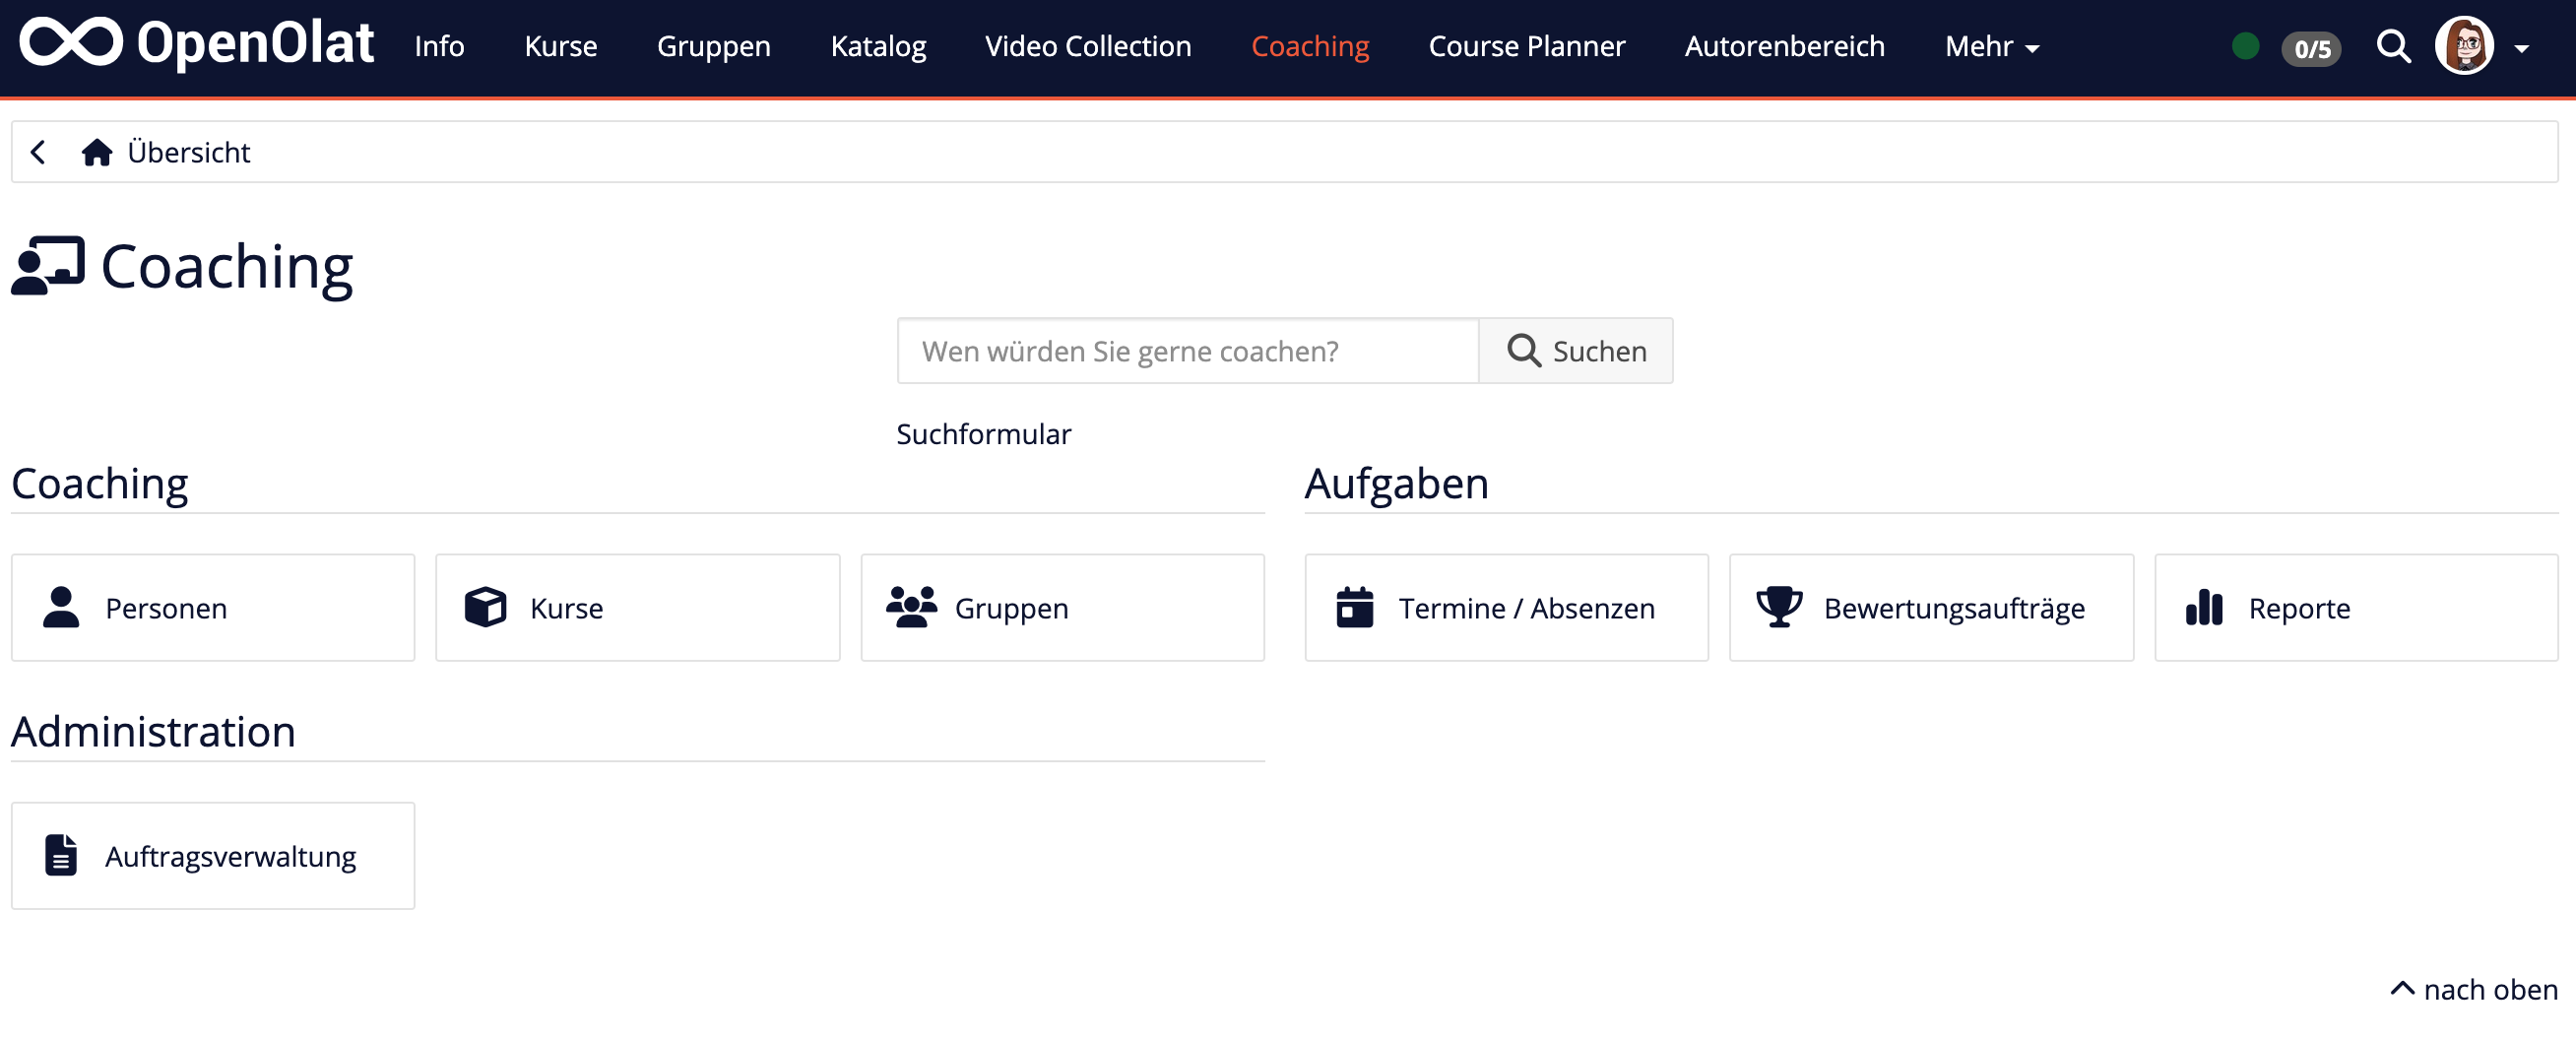 OpenOlat Info Kurse Gruppen Katalog Video Collection Coaching Course Planner Autorenbereich Mehr 0/5
Übersicht
Coaching
Wen würden Sie gerne coachen? Suchen
Suchformular
Coaching
Personen Kurse Gruppen
Aufgaben
Termine / Absenzen Bewertungsaufträge Reporte
Administration
Auftragsverwaltung
nach oben